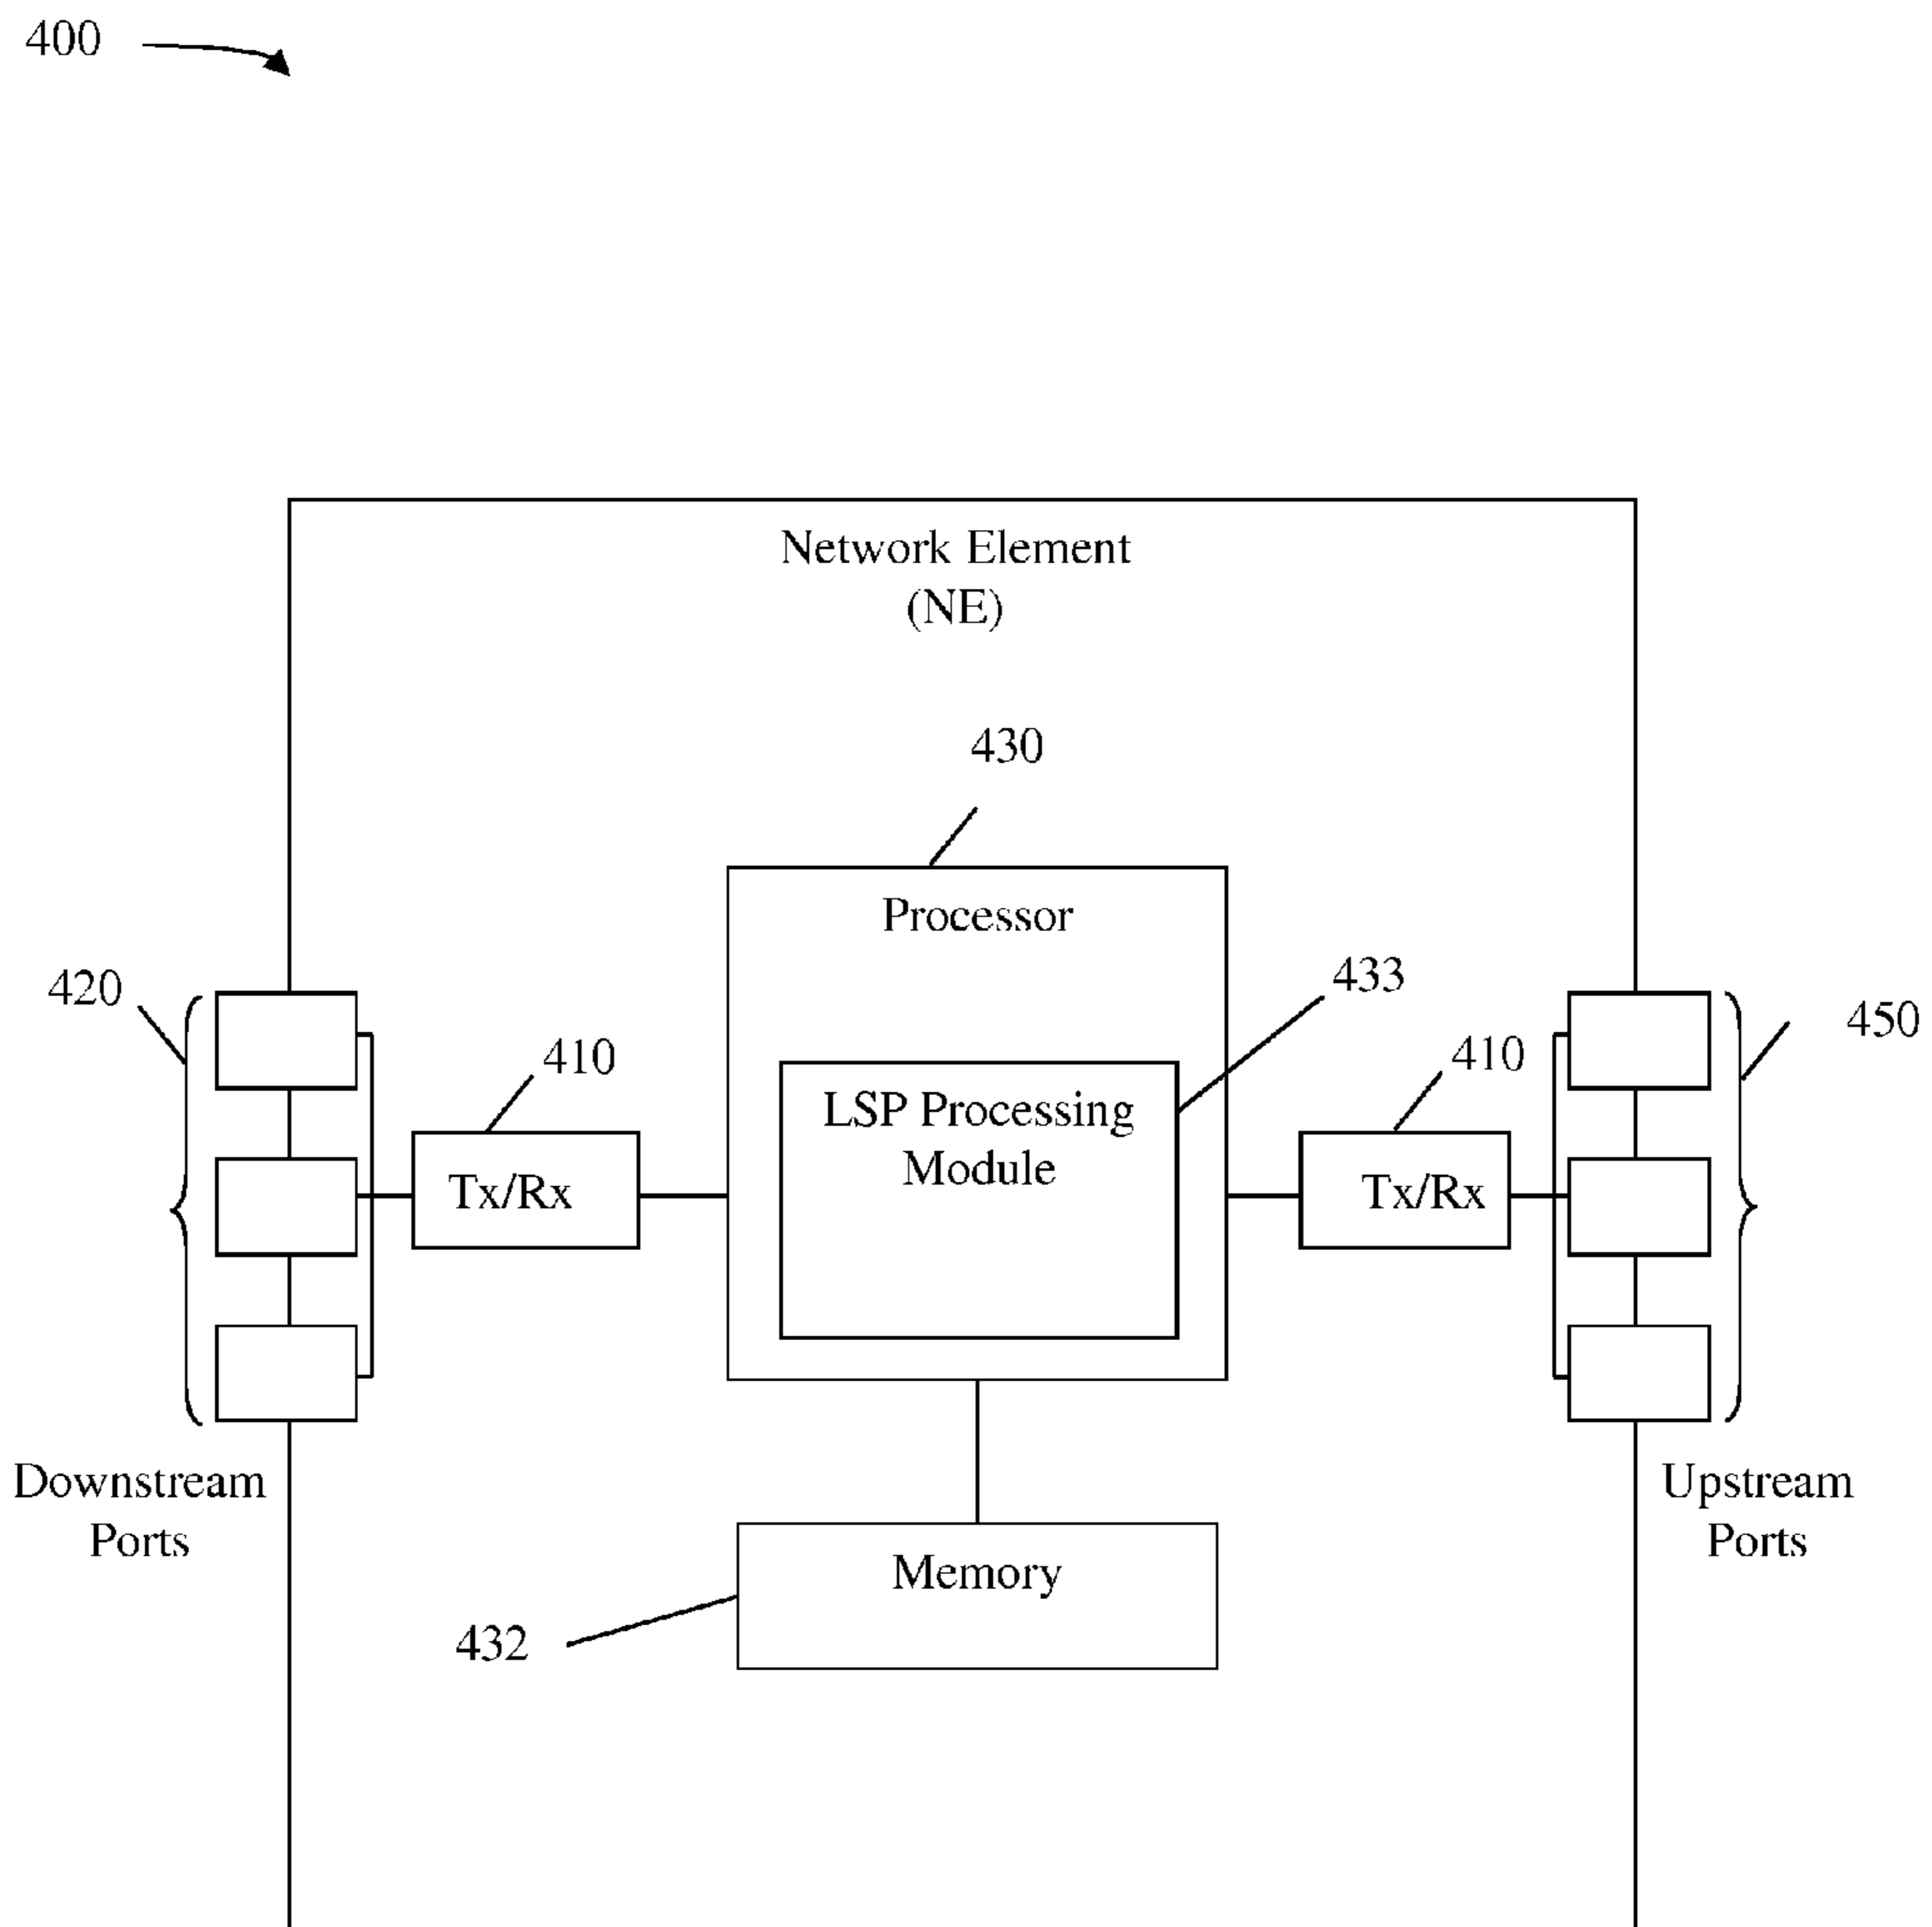 400
Network Element
(NE)
430
Processor
433
420
450
410
410
LSP Processing
Module
Tx/Rx
Tx/Rx
Downstream
Ports
Upstream
Ports
Memory
432